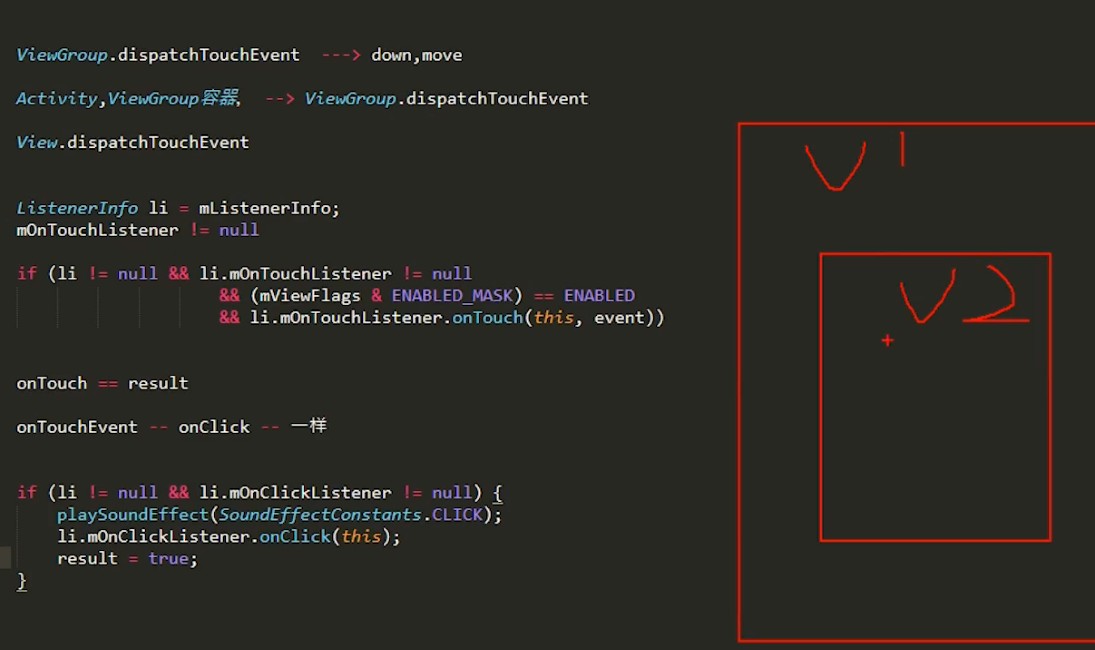 ViewGroup.dispatchTouchEvent ---> down,move
Activity,ViewGroup容器, --> ViewGroup.dispatchTouchEvent
View.dispatchTouchEvent
ListenerInfo li = mListenerInfo;
mOnTouchListener != null
if (li != null && li.mOnTouchListener != null
&& (mViewFlags & ENABLED_MASK) == ENABLED
&& li.mOnTouchListener.onTouch(this, event))
onTouch == result
onTouchEvent -- onClick -- 一样
if (li != null && li.mOnClickListener != null) {
playSoundEffect(SoundEffectConstants.CLICK);
li.mOnClickListener.onClick(this);
result = true;
}
V1
V2